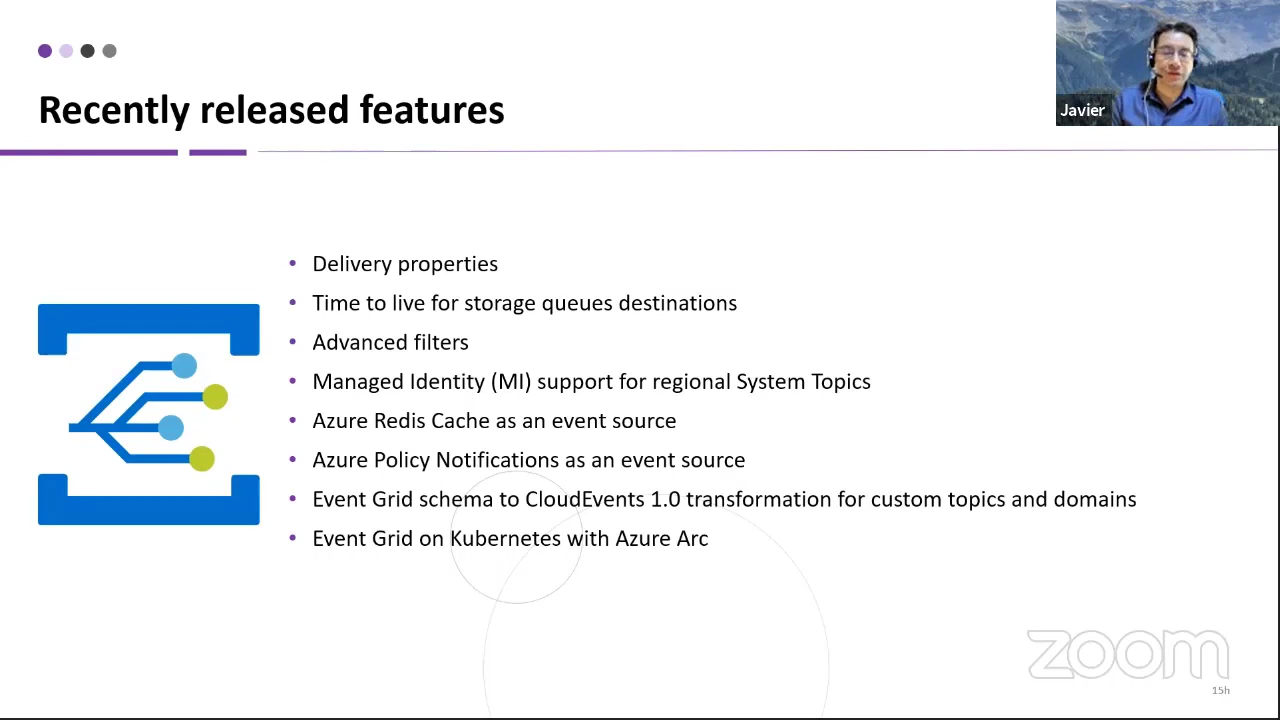 Recently released features
Javier
• Delivery properties
• Time to live for storage queues destinations
• Advanced filters
• Managed Identity (MI) support for regional System Topics
• Azure Redis Cache as an event source
• Azure Policy Notifications as an event source
• Event Grid schema to CloudEvents 1.0 transformation for custom topics and domains
• Event Grid on Kubernetes with Azure Arc
zoom
15h